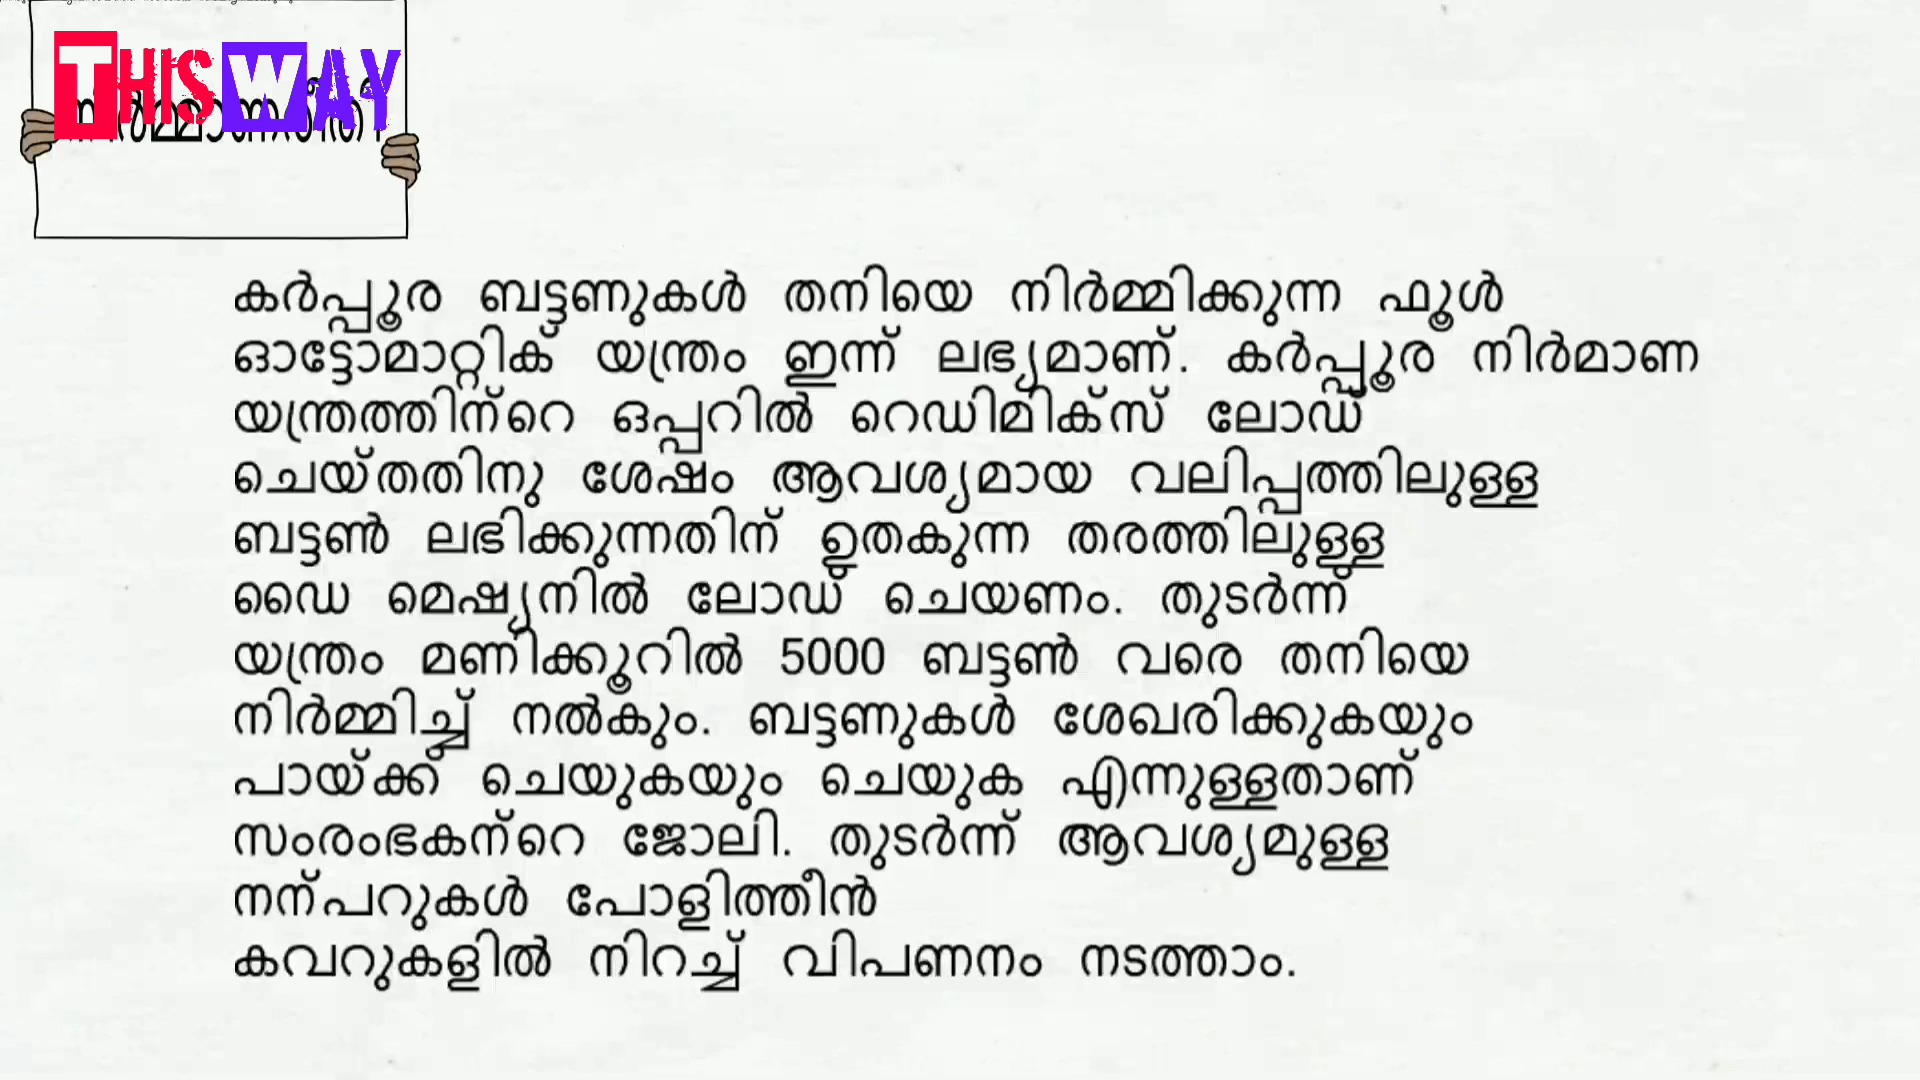 THIS WAY
കർപ്പൂര ബട്ടണുകൾ തനിയെ നിർമ്മിക്കുന്ന ഫൂൾ
ഓട്ടോമാറ്റിക് യന്ത്രം ഇന്ന് ലഭ്യമാണ്. കർപ്പൂര നിർമാണ
യന്ത്രത്തിന്റെ ഒപ്പറിൽ റെഡിമിക്സ് ലോഡ്
ചെയ്തതിനു ശേഷം ആവശ്യമായ വലിപ്പത്തിലുള്ള
ബട്ടൺ ലഭിക്കുന്നതിന് ഉതകുന്ന തരത്തിലുള്ള
ഡൈ മെഷ്യനിൽ ലോഡ് ചെയണം. തുടർന്ന്
യന്ത്രം മണിക്കൂറിൽ 5000 ബട്ടൺ വരെ തനിയെ
നിർമ്മിച്ച് നൽകും. ബട്ടണുകൾ ശേഖരിക്കുകയും
പായ്ക്ക് ചെയുകയും ചെയുക എന്നുള്ളതാണ്
സംരംഭകന്റെ ജോലി. തുടർന്ന് ആവശ്യമുള്ള
നന്പറുകൾ പോളിത്തീൻ
കവറുകളിൽ നിറച്ച് വിപണനം നടത്താം.